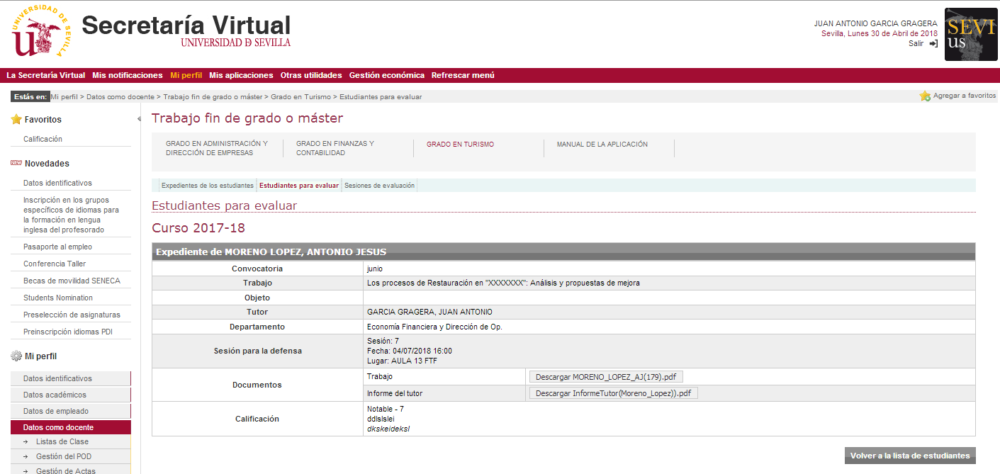 UNIVERSIDAD DE SEVILLA
Secretaría Virtual
UNIVERSIDAD Ð SEVILLA
JUAN ANTONIO GARCIA GRAGERA
Sevilla, Lunes 30 de Abril de 2018
Salir
SEVI
us
La Secretaría Virtual Mis notificaciones Mi perfil Mis aplicaciones Otras utilidades Gestión económica Refrescar menú
Estás en: Mi perfil > Datos como docente > Trabajo fin de grado o máster > Grado en Turismo > Estudiantes para evaluar
Agregar a favoritos
Favoritos
Calificación
NEW Novedades
Datos identificativos
Inscripción en los grupos
específicos de idiomas para
la formación en lengua
inglesa del profesorado
Pasaporte al empleo
Conferencia Taller
Becas de movilidad SENECA
Students Nomination
Preselección de asignaturas
Preinscripción idiomas PDI
Mi perfil
Datos identificativos
Datos académicos
Datos de empleado
Datos como docente
Listas de Clase
Gestión del POD
Gestión de Actas
Trabajo fin de grado o máster
GRADO EN ADMINISTRACIÓN Y
DIRECCIÓN DE EMPRESAS
GRADO EN FINANZAS Y
CONTABILIDAD
GRADO EN TURISMO
MANUAL DE LA APLICACIÓN
Expedientes de los estudiantes Estudiantes para evaluar Sesiones de evaluación
Estudiantes para evaluar
Curso 2017-18
Expediente de MORENO LOPEZ, ANTONIO JESUS
Convocatoria junio
Trabajo Los procesos de Restauración en "XXXXXXX": Análisis y propuestas de mejora
Objeto
Tutor GARCIA GRAGERA, JUAN ANTONIO
Departamento Economía Financiera y Dirección de Op.
Sesión para la defensa
Sesión: 7
Fecha: 04/07/2018 16:00
Lugar: AULA 13 FTF
Documentos
Trabajo Descargar MORENO_LOPEZ_AJ(179).pdf
Informe del tutor Descargar InformeTutor(Moreno_Lopez)).pdf
Calificación
Notable - 7
ddlslslei
dkskeideksl
Volver a la lista de estudiantes